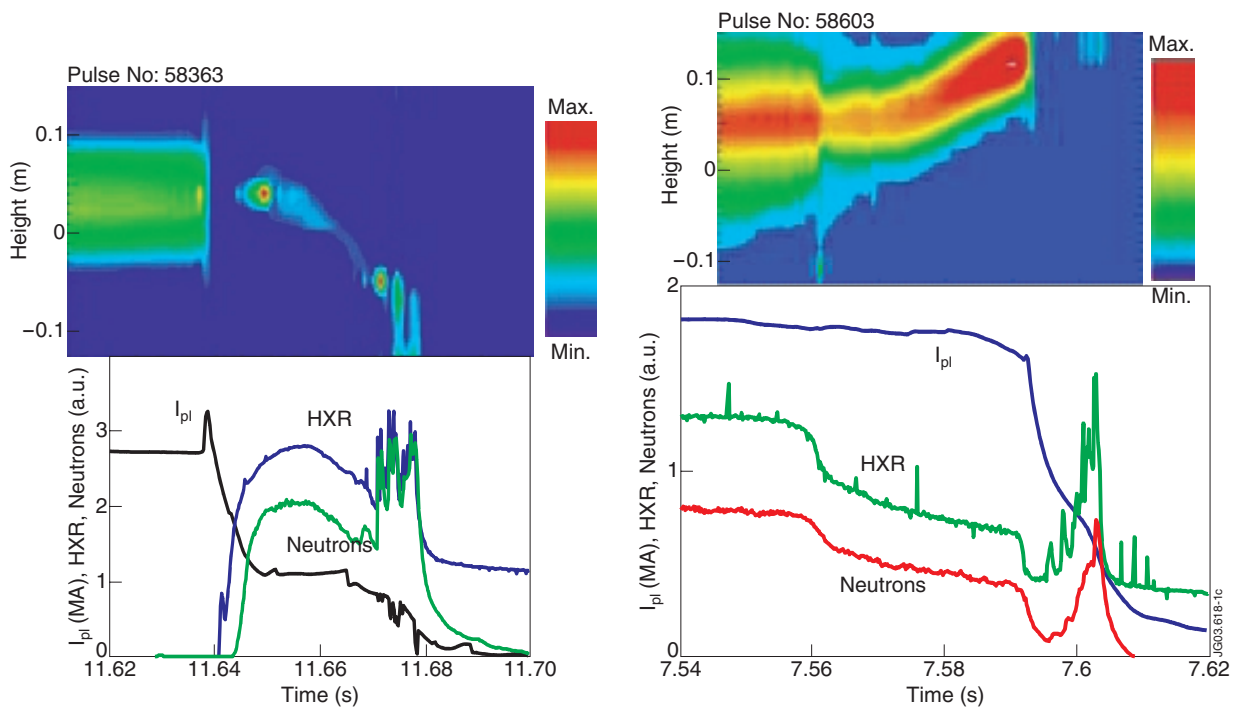 Pulse No: 58363
Max.
Height (m)
0.1
0
−0.1
Min.
I_pl (MA), HXR, Neutrons (a.u.)
3
2
1
0
I_pl
HXR
Neutrons
11.62
11.64
11.66
11.68
11.70
Time (s)
Pulse No: 58603
Max.
Height (m)
0.1
0
−0.1
Min.
I_pl (MA), HXR, Neutrons (a.u.)
2
1
0
I_pl
HXR
Neutrons
7.54
7.56
7.58
7.6
7.62
Time (s)
JG03.618-1c